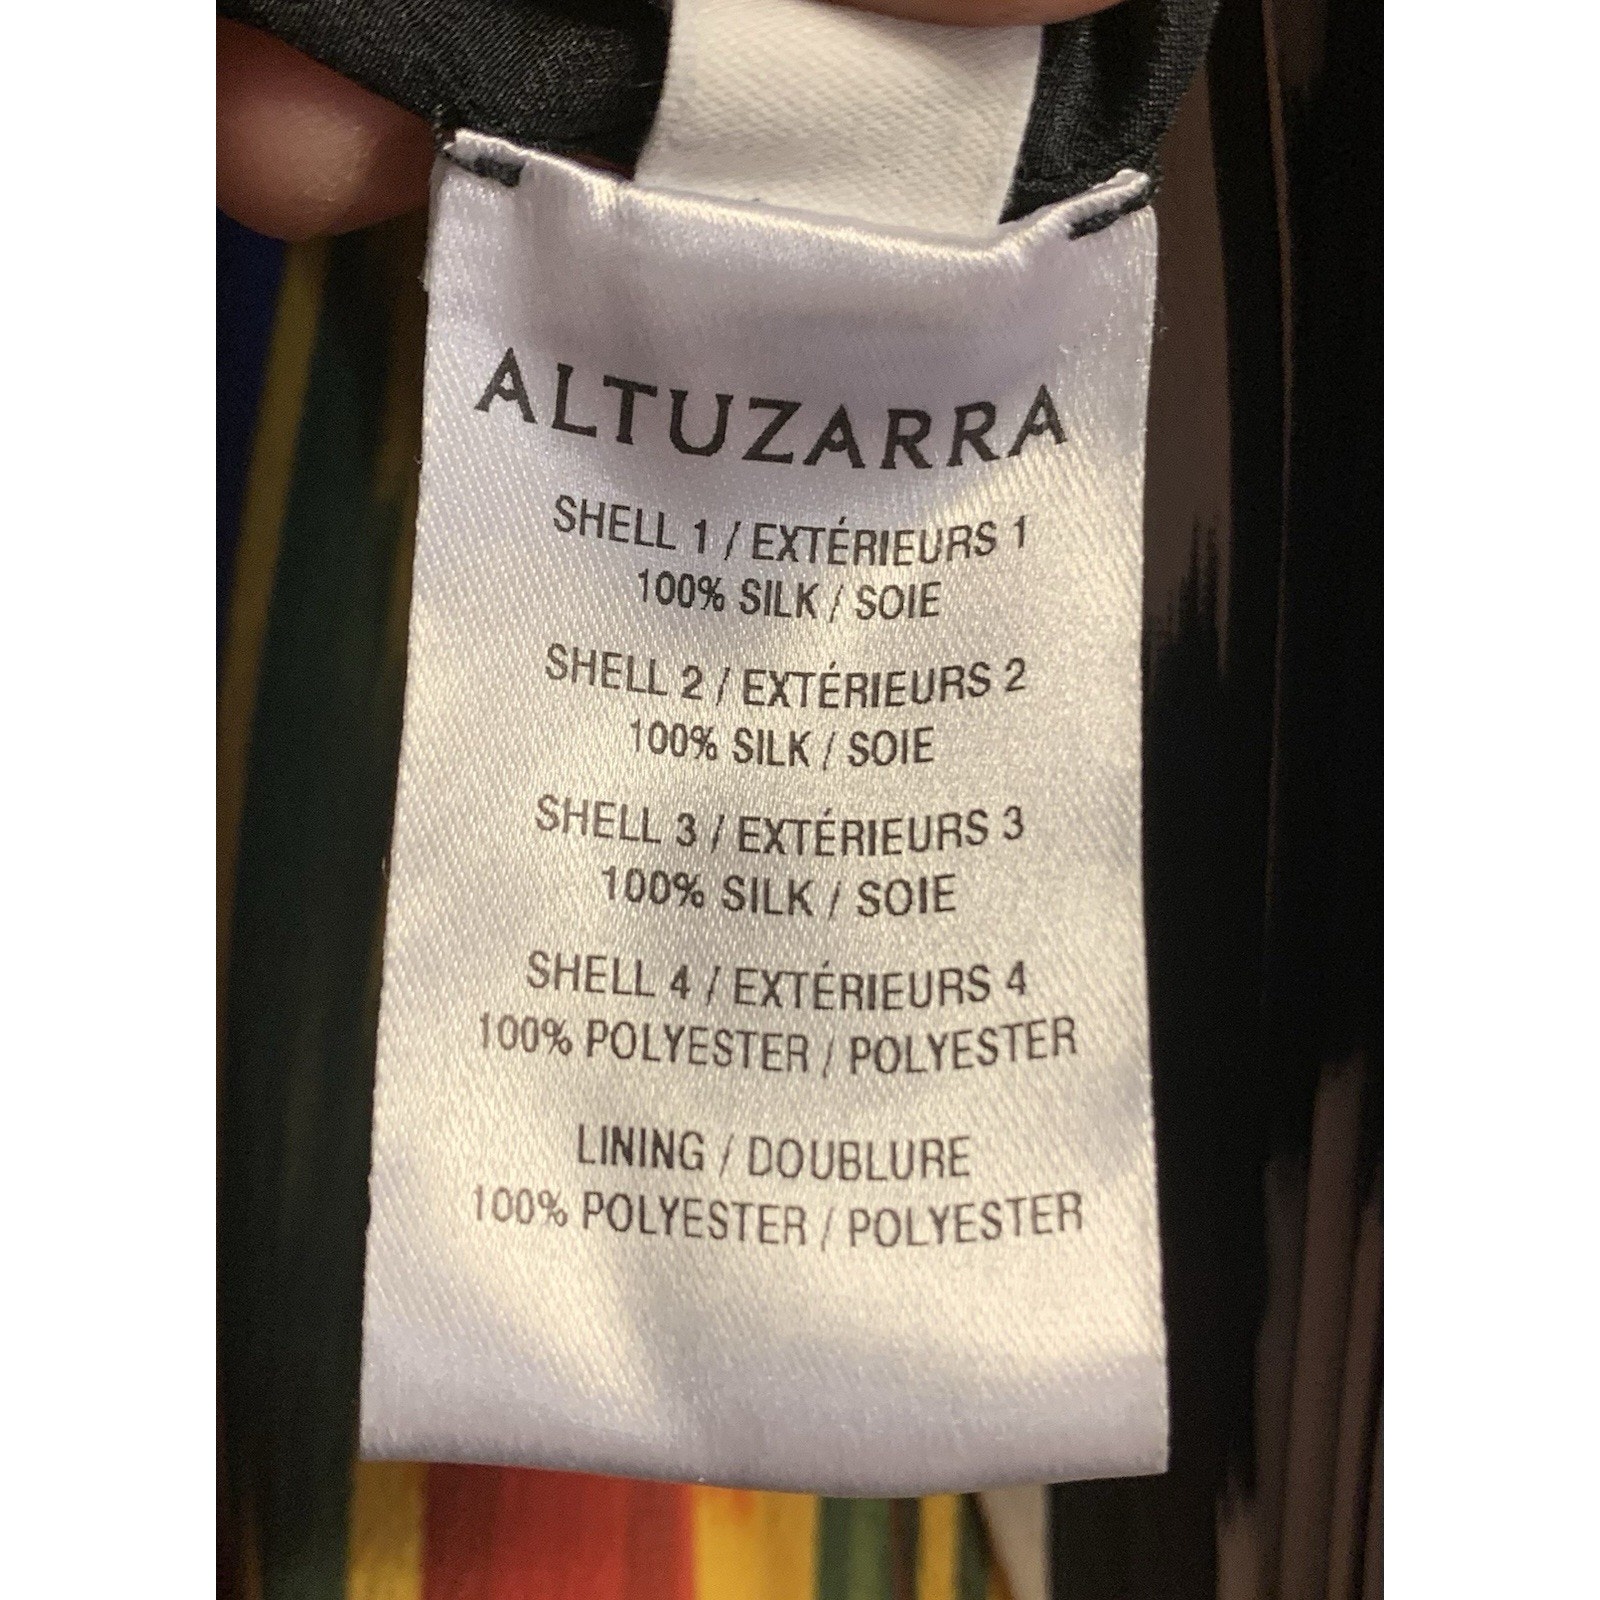 ALTUZARRA
SHELL 1 / EXTÉRIEURS 1
100% SILK / SOIE
SHELL 2 / EXTÉRIEURS 2
100% SILK / SOIE
SHELL 3 / EXTÉRIEURS 3
100% SILK / SOIE
SHELL 4 / EXTÉRIEURS 4
100% POLYESTER / POLYESTER
LINING / DOUBLURE
100% POLYESTER / POLYESTER